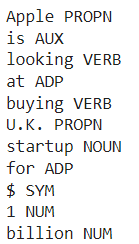 Apple PROPN
is AUX
looking VERB
at ADP
buying VERB
U.K. PROPN
startup NOUN
for ADP
$ SYM
1 NUM
billion NUM